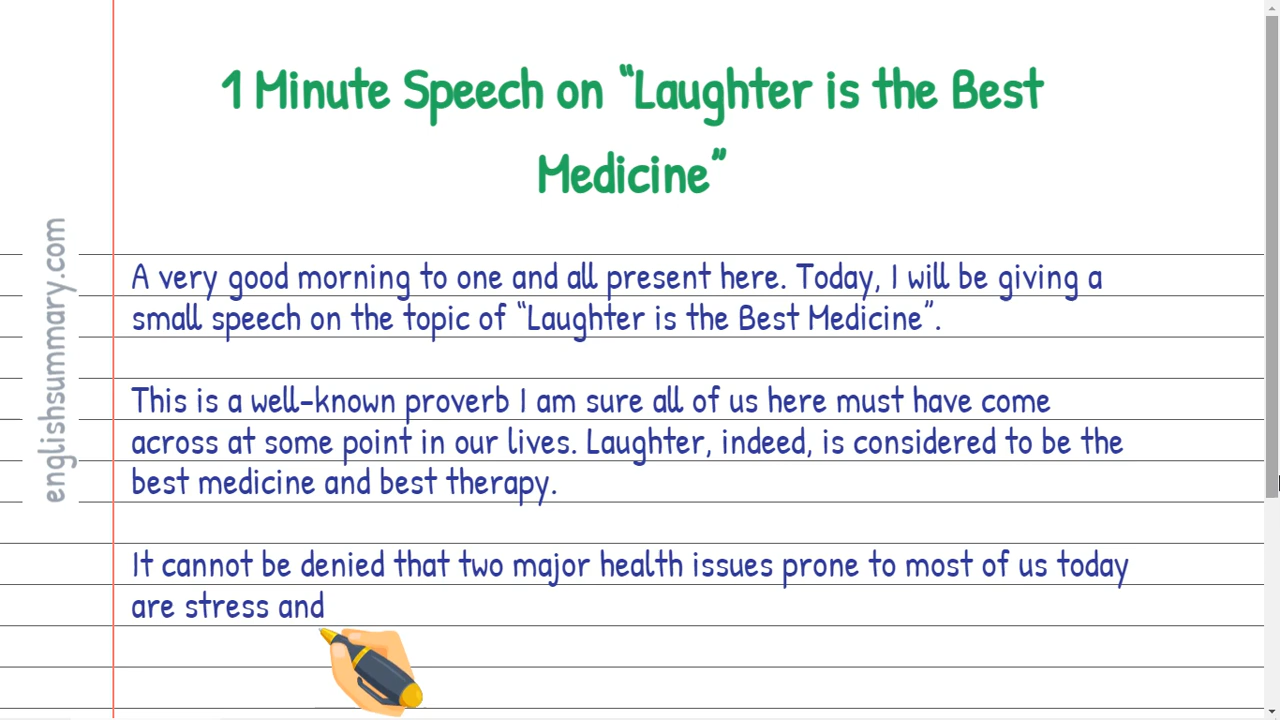 1 Minute Speech on “Laughter is the Best
Medicine”
englishsummary.com
A very good morning to one and all present here. Today, I will be giving a
small speech on the topic of “Laughter is the Best Medicine”.
This is a well-known proverb I am sure all of us here must have come
across at some point in our lives. Laughter, indeed, is considered to be the
best medicine and best therapy.
It cannot be denied that two major health issues prone to most of us today
are stress and